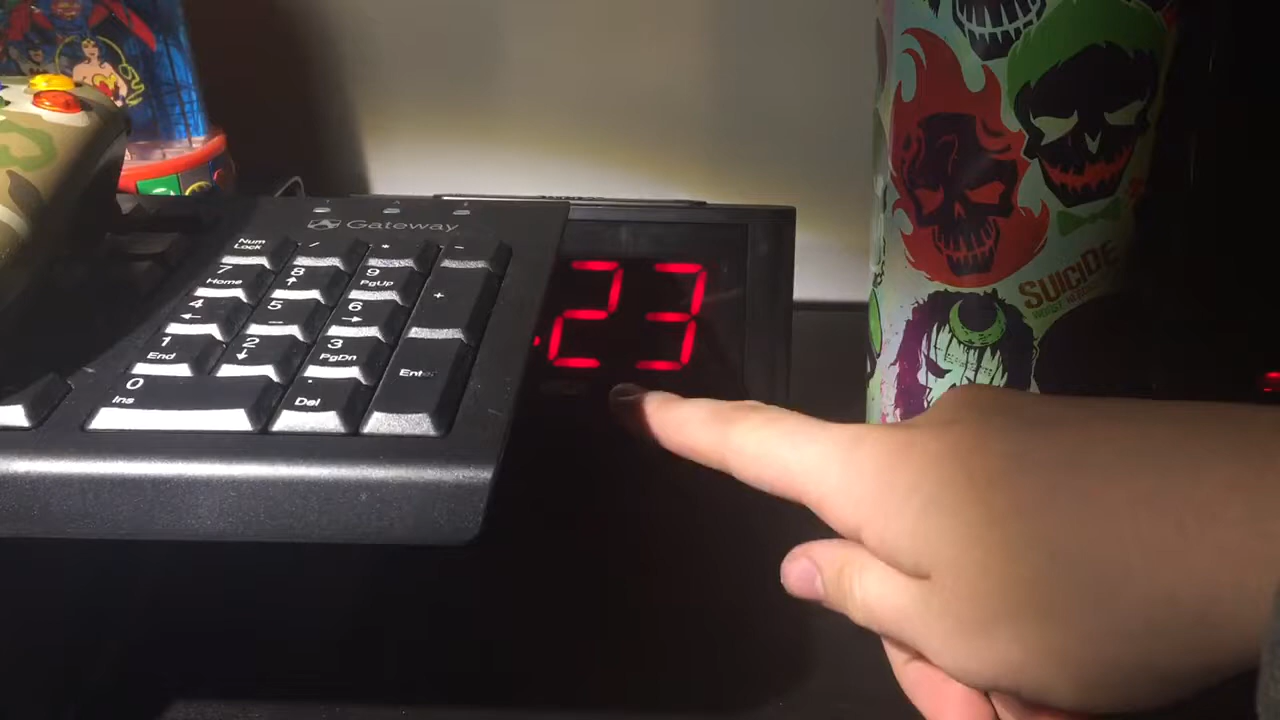 Gateway
Num
Lock
/
*
-
7
Home
8
↑
9
PgUp
+
4
←
5
6
→
1
End
2
↓
3
PgDn
Enter
0
Ins
.
Del
23
SUICIDE